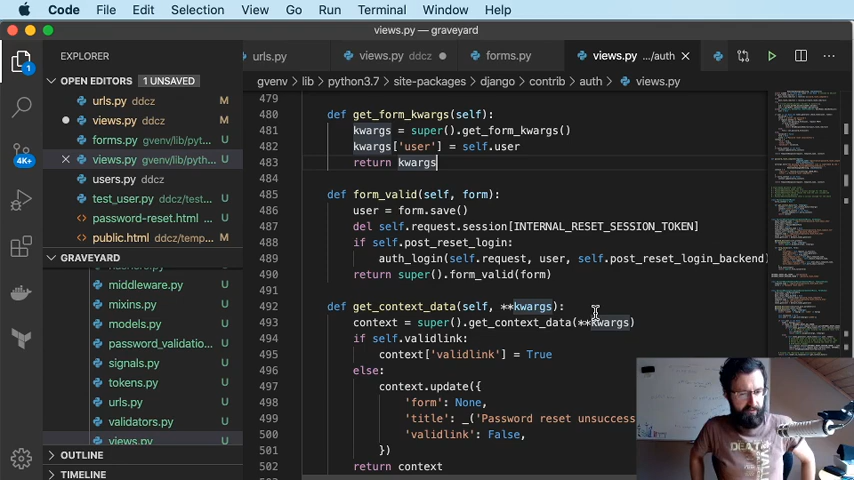 Code File Edit Selection View Go Run Terminal Window Help
views.py — graveyard
EXPLORER
urls.py
views.py ddcz
forms.py
views.py .../auth
OPEN EDITORS 1 UNSAVED
gvenv > lib > python3.7 > site-packages > django > contrib > auth > views.py
urls.py ddcz M
views.py ddcz M
forms.py gvenv/lib/pyt... U
views.py gvenv/lib/pyth... U
users.py ddcz
test_user.py ddcz/test... U
password-reset.html ddcz/t... U
public.html ddcz/temp... M
1
4K+
GRAVEYARD
middleware.py U
mixins.py U
models.py U
password_validatio... U
signals.py U
tokens.py U
urls.py U
validators.py U
views.py U
OUTLINE
TIMELINE
479
480 def get_form_kwargs(self):
481 kwargs = super().get_form_kwargs()
482 kwargs['user'] = self.user
483 return kwargs
484
485 def form_valid(self, form):
486 user = form.save()
487 del self.request.session[INTERNAL_RESET_SESSION_TOKEN]
488 if self.post_reset_login:
489 auth_login(self.request, user, self.post_reset_login_backend)
490 return super().form_valid(form)
491
492 def get_context_data(self, **kwargs):
493 context = super().get_context_data(**kwargs)
494 if self.validlink:
495 context['validlink'] = True
496 else:
497 context.update({
498 'form': None,
499 'title': _('Password reset unsucces
500 'validlink': False,
501 })
502 return context
DEATH